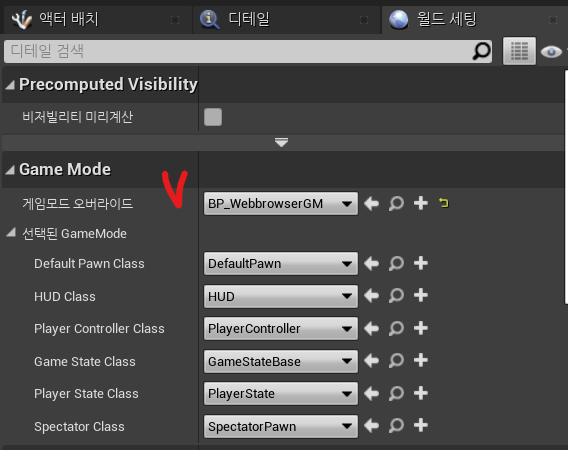 액터 배치
디테일
월드 세팅
디테일 검색
Precomputed Visibility
비저빌리티 미리계산
Game Mode
게임모드 오버라이드
BP_WebbrowserGM
선택된 GameMode
Default Pawn Class
DefaultPawn
HUD Class
HUD
Player Controller Class
PlayerController
Game State Class
GameStateBase
Player State Class
PlayerState
Spectator Class
SpectatorPawn